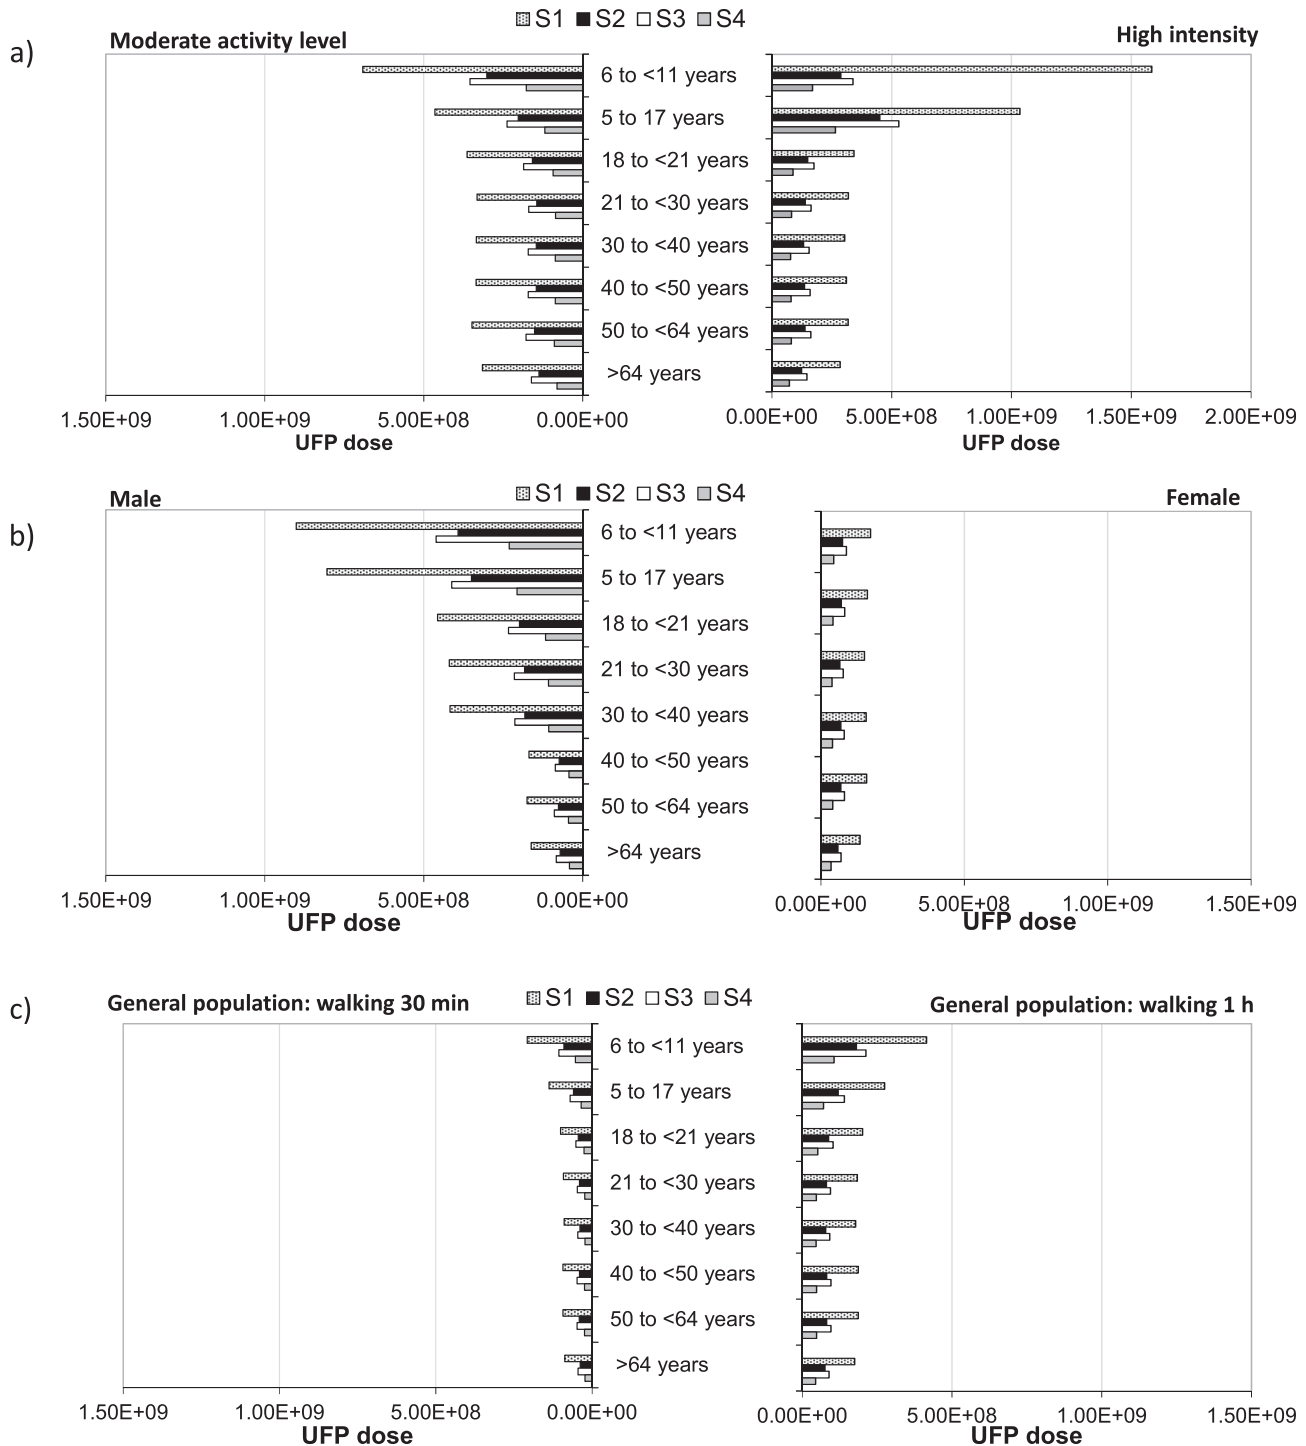 S1 S2 S3 S4
a)
Moderate activity level
High intensity
6 to <11 years
5 to 17 years
18 to <21 years
21 to <30 years
30 to <40 years
40 to <50 years
50 to <64 years
>64 years
1.50E+09 1.00E+09 5.00E+08 0.00E+00
0.00E+00 5.00E+08 1.00E+09 1.50E+09 2.00E+09
UFP dose
UFP dose
S1 S2 S3 S4
b)
Male
Female
6 to <11 years
5 to 17 years
18 to <21 years
21 to <30 years
30 to <40 years
40 to <50 years
50 to <64 years
>64 years
1.50E+09 1.00E+09 5.00E+08 0.00E+00
0.00E+00 5.00E+08 1.00E+09 1.50E+09
UFP dose
UFP dose
c)
General population: walking 30 min
S1 S2 S3 S4
General population: walking 1 h
6 to <11 years
5 to 17 years
18 to <21 years
21 to <30 years
30 to <40 years
40 to <50 years
50 to <64 years
>64 years
1.50E+09 1.00E+09 5.00E+08 0.00E+00
0.00E+00 5.00E+08 1.00E+09 1.50E+09
UFP dose
UFP dose